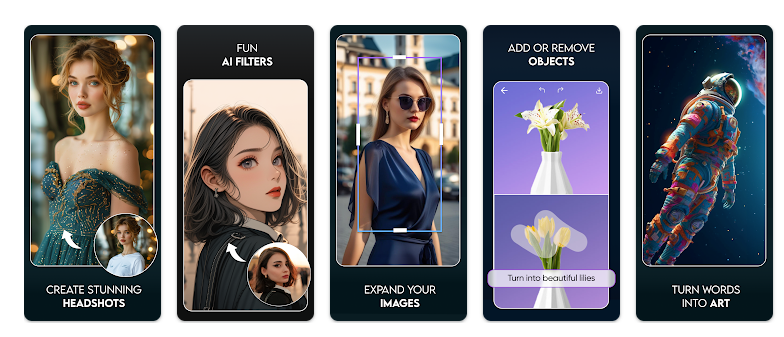 CREATE STUNNING
HEADSHOTS
FUN
AI FILTERS
EXPAND YOUR
IMAGES
ADD OR REMOVE
OBJECTS
Turn into beautiful lilies
TURN WORDS
INTO ART